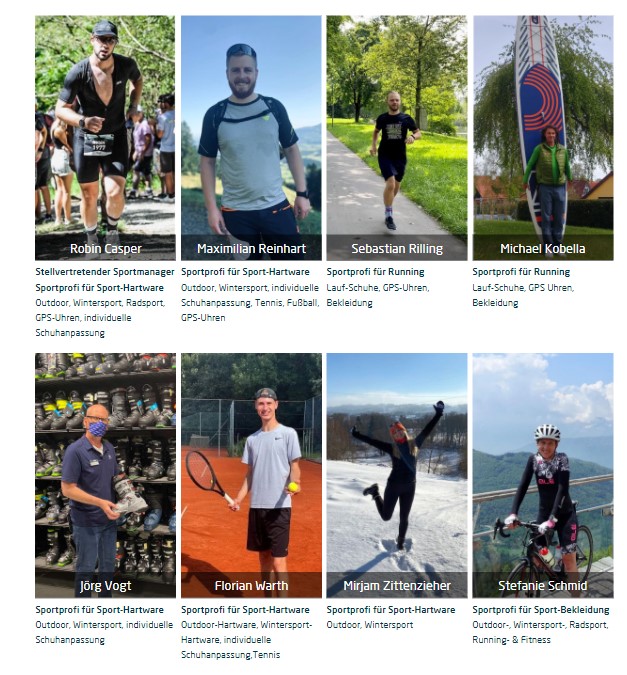 Robin Casper
Maximilian Reinhart
Sebastian Rilling
Michael Kobella
Stellvertretender Sportmanager
Sportprofi für Sport-Hartware
Outdoor, Wintersport, Radsport,
GPS-Uhren, individuelle
Schuhanpassung
Sportprofi für Sport-Hartware
Outdoor, Wintersport, individuelle
Schuhanpassung, Tennis, Fußball,
GPS-Uhren
Sportprofi für Running
Lauf-Schuhe, GPS-Uhren,
Bekleidung
Sportprofi für Running
Lauf-Schuhe, GPS Uhren,
Bekleidung
Jörg Vogt
Florian Warth
Mirjam Zittenzieher
Stefanie Schmid
Sportprofi für Sport-Hartware
Outdoor, Wintersport, individuelle
Schuhanpassung
Sportprofi für Sport-Hartware
Outdoor-Hartware, Wintersport-
Hartware, individuelle
Schuhanpassung,Tennis
Sportprofi für Sport-Hartware
Outdoor, Wintersport
Sportprofi für Sport-Bekleidung
Outdoor-, Wintersport-, Radsport,
Running- & Fitness